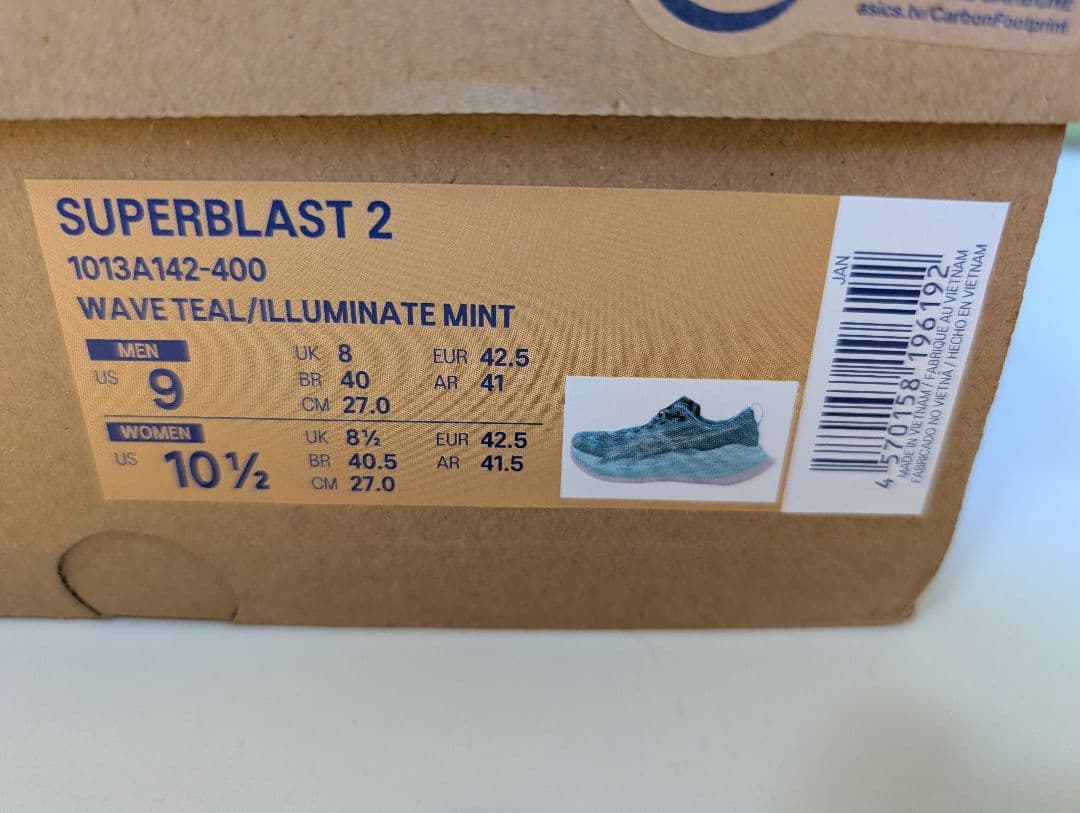 asics.tv/CarbonFootprint
SUPERBLAST 2
1013A142-400
WAVE TEAL/ILLUMINATE MINT
MEN
US 9
UK 8 EUR 42.5
BR 40 AR 41
CM 27.0
WOMEN
US 10½
UK 8½ EUR 42.5
BR 40.5 AR 41.5
CM 27.0
JAN
4 570158 196192
MADE IN VIETNAM / FABRIQUÉ AU VIETNAM
FABRICADO NO VIETNÃ / HECHO EN VIETNAM